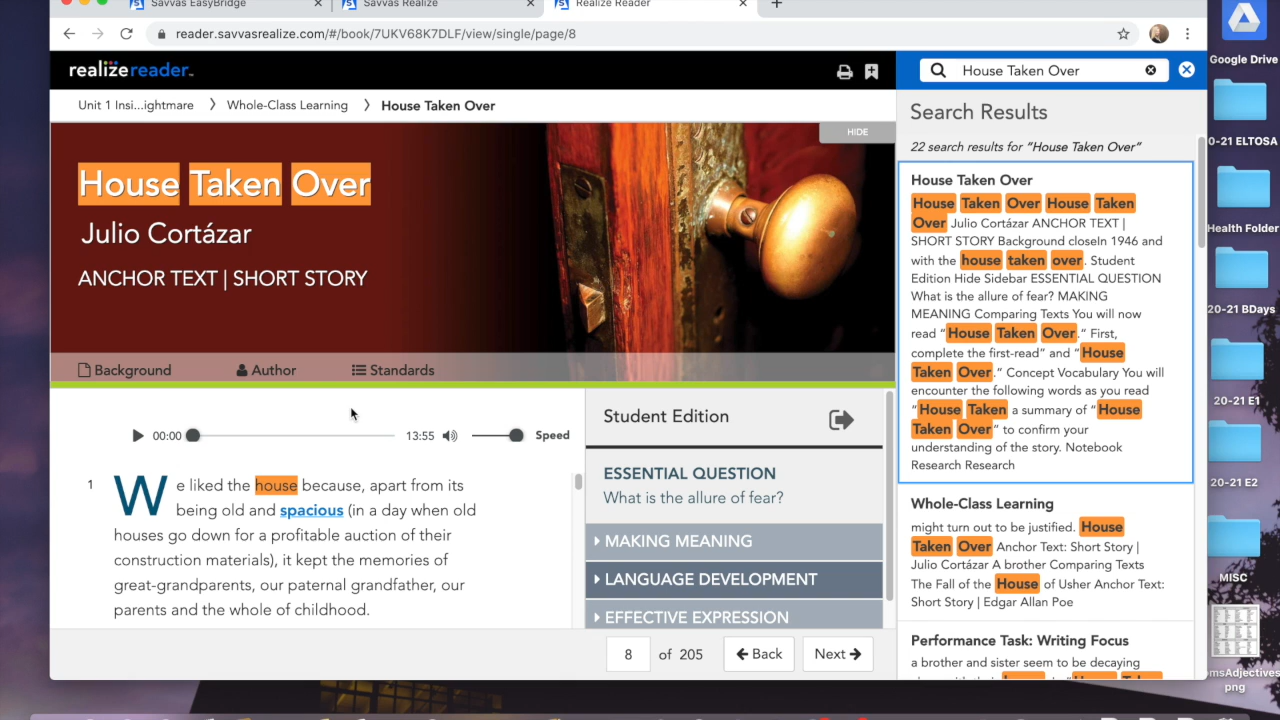 Savvas EasyBridge
Savvas Realize
Realize Reader
reader.savvasrealize.com/#/book/7UKV68K7DLF/view/single/page/8
realizereader
Unit 1 Insi...ightmare > Whole-Class Learning > House Taken Over
HIDE
House Taken Over
Julio Cortázar
ANCHOR TEXT | SHORT STORY
Background
Author
Standards
00:00
13:55
Speed
1
We liked the house because, apart from its
being old and spacious (in a day when old
houses go down for a profitable auction of their
construction materials), it kept the memories of
great-grandparents, our paternal grandfather, our
parents and the whole of childhood.
Student Edition
ESSENTIAL QUESTION
What is the allure of fear?
MAKING MEANING
LANGUAGE DEVELOPMENT
EFFECTIVE EXPRESSION
8 of 205
Back
Next
House Taken Over
Search Results
22 search results for “House Taken Over”
House Taken Over
House Taken Over House Taken
Over Julio Cortázar ANCHOR TEXT |
SHORT STORY Background closeIn 1946 and
with the house taken over. Student
Edition Hide Sidebar ESSENTIAL QUESTION
What is the allure of fear? MAKING
MEANING Comparing Texts You will now
read “House Taken Over.” First,
complete the first-read” and “House
Taken Over.” Concept Vocabulary You will
encounter the following words as you read
“House Taken a summary of “House
Taken Over” to confirm your
understanding of the story. Notebook
Research Research
Whole-Class Learning
might turn out to be justified. House
Taken Over Anchor Text: Short Story |
Julio Cortázar A brother Comparing Texts
The Fall of the House of Usher Anchor Text:
Short Story | Edgar Allan Poe
Performance Task: Writing Focus
a brother and sister seem to be decaying
Google Drive
0-21 ELTOSA
Health Folder
20-21 BDays
20-21 E1
20-21 E2
MISC
omsAdjectives
png